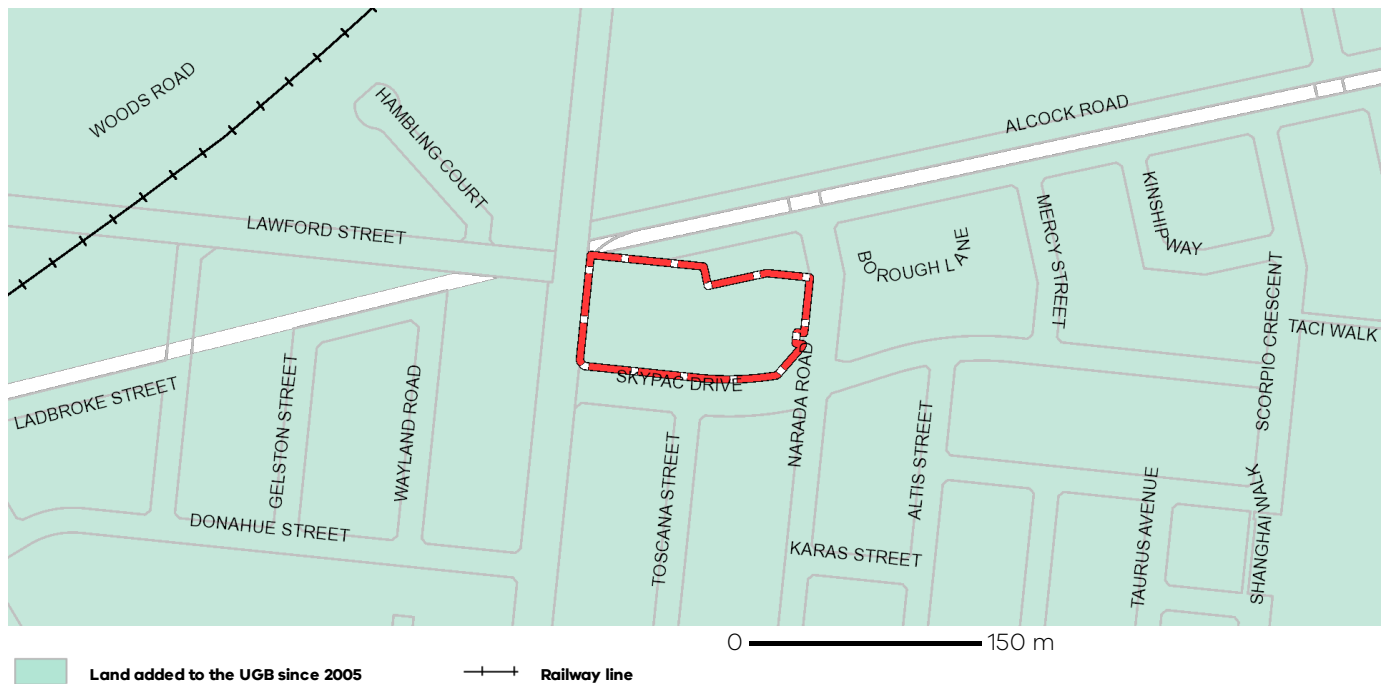 WOODS ROAD
HAMBLING COURT
ALCOCK ROAD
LAWFORD STREET
KINSHIP WAY
MERCY STREET
BOROUGH LANE
SCORPIO CRESCENT
TACI WALK
LADBROKE STREET
GELSTON STREET
WAYLAND ROAD
SKYPAC DRIVE
NARADA ROAD
ALTIS STREET
TOSCANA STREET
DONAHUE STREET
KARAS STREET
TAURUS AVENUE
SHANGHAI WALK
0 150 m
Land added to the UGB since 2005
Railway line